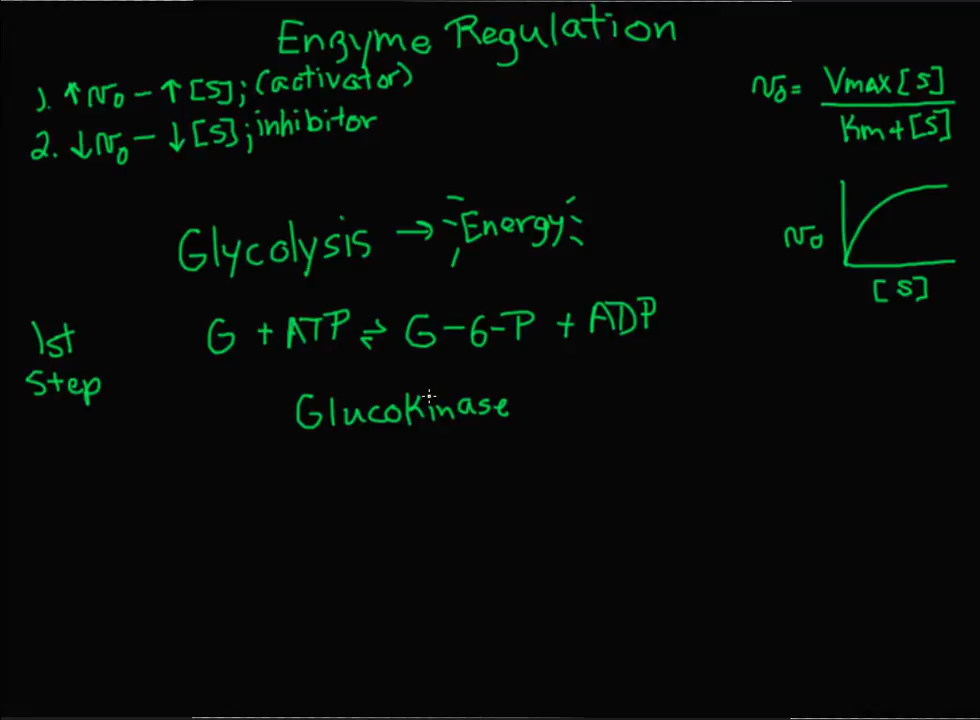 Enzyme Regulation
1. ↑ v₀ - ↑ [S]; (activator)
2. ↓ v₀ - ↓ [S]; inhibitor
v₀ = Vmax [S] / Km + [S]
Glycolysis → Energy
v₀
[S]
1st Step
G + ATP ⇌ G-6-P + ADP
Glucokinase